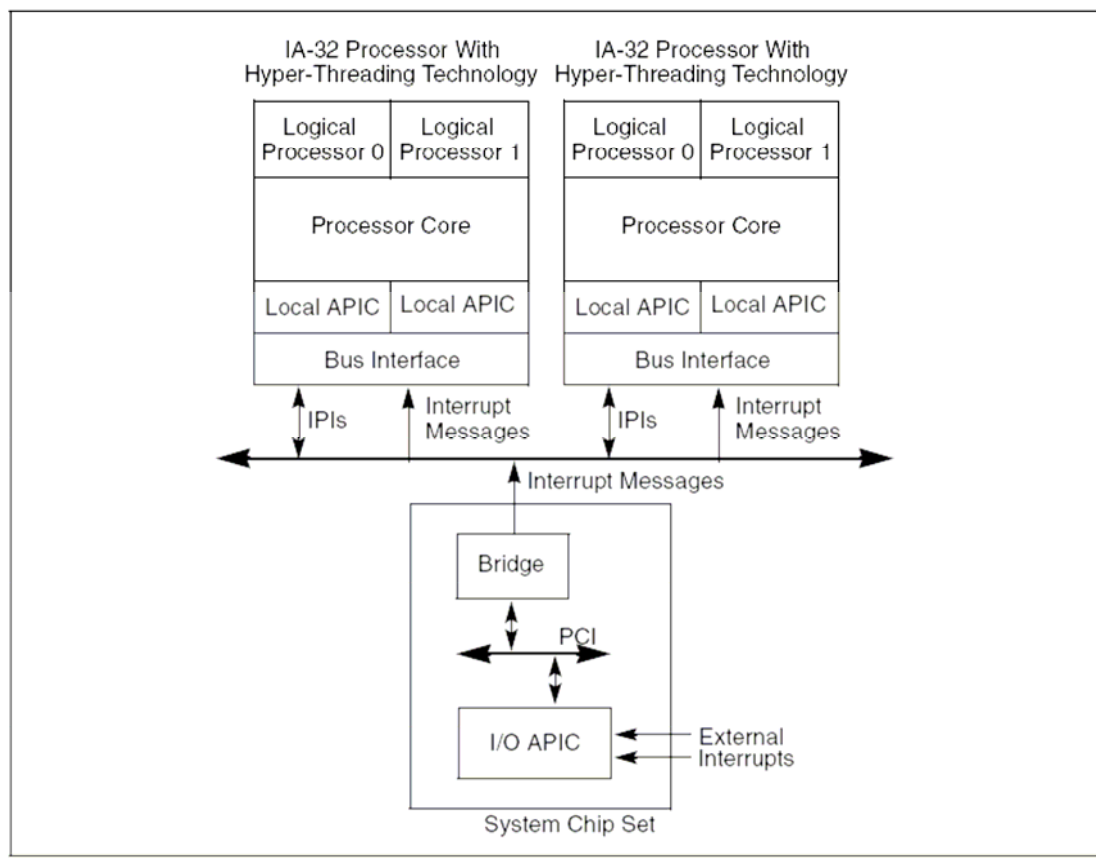 IA-32 Processor With
Hyper-Threading Technology
IA-32 Processor With
Hyper-Threading Technology
Logical
Processor 0
Logical
Processor 1
Logical
Processor 0
Logical
Processor 1
Processor Core
Processor Core
Local APIC
Local APIC
Local APIC
Local APIC
Bus Interface
Bus Interface
IPIs
Interrupt
Messages
IPIs
Interrupt
Messages
Interrupt Messages
Bridge
PCI
I/O APIC
External
Interrupts
System Chip Set